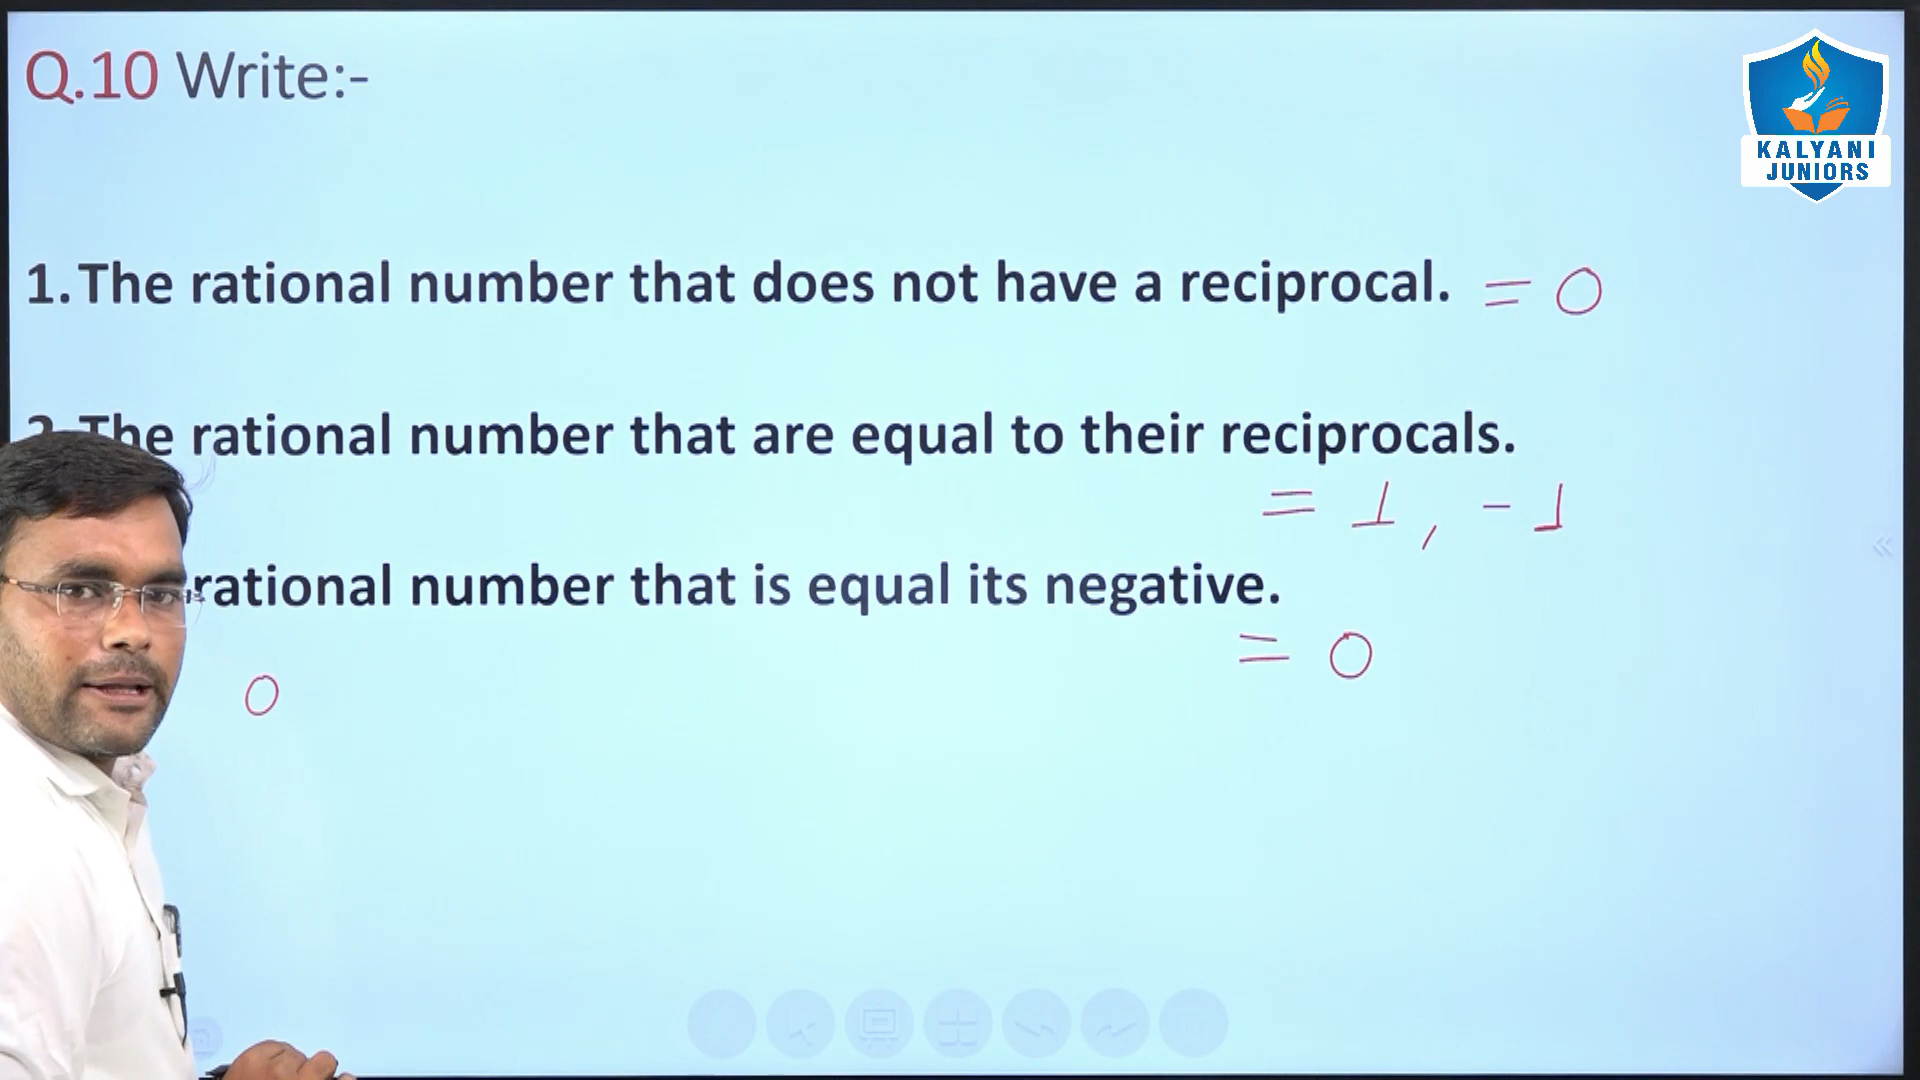 Q.10 Write:-
KALYANI
JUNIORS
1. The rational number that does not have a reciprocal. = 0
The rational number that are equal to their reciprocals.
= 1, -1
rational number that is equal its negative.
= 0
0